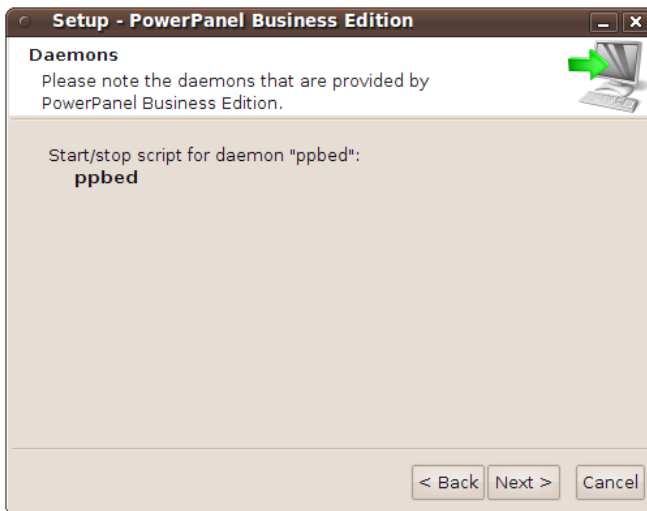 Setup - PowerPanel Business Edition
Daemons
Please note the daemons that are provided by
PowerPanel Business Edition.
Start/stop script for daemon "ppbed":
ppbed
< Back Next > Cancel